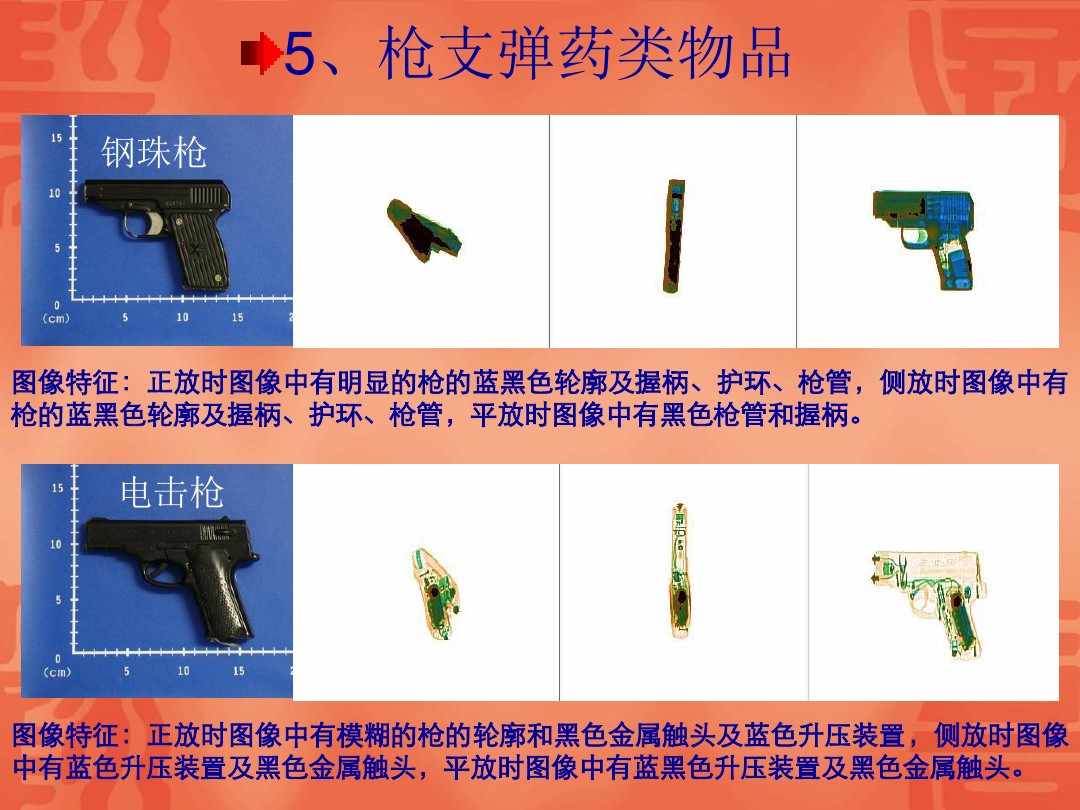 5、枪支弹药类物品
钢珠枪
15
10
5
0
(cm)
5
10
15
2
图像特征：正放时图像中有明显的枪的蓝黑色轮廓及握柄、护环、枪管，侧放时图像中有
枪的蓝黑色轮廓及握柄、护环、枪管，平放时图像中有黑色枪管和握柄。
电击枪
15
10
5
0
(cm)
5
10
15
2
图像特征：正放时图像中有模糊的枪的轮廓和黑色金属触头及蓝色升压装置，侧放时图像
中有蓝色升压装置及黑色金属触头，平放时图像中有蓝黑色升压装置及黑色金属触头。